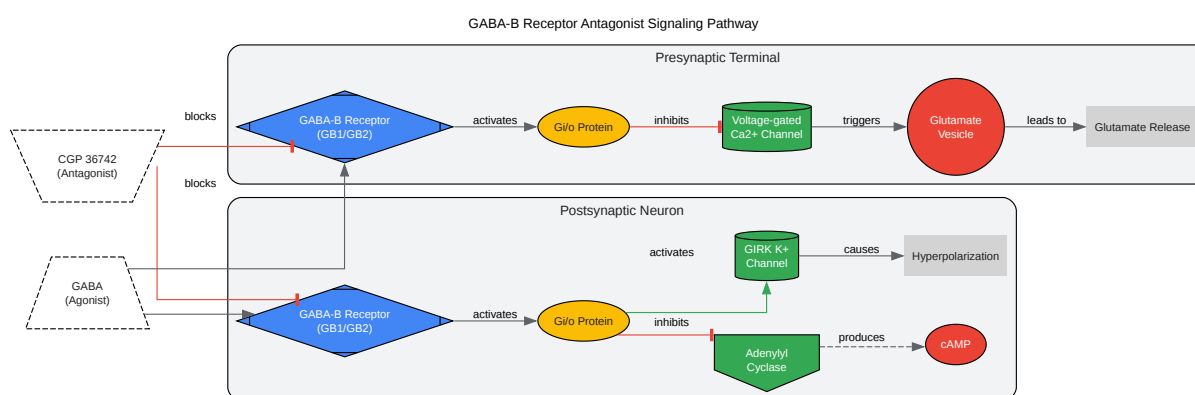 GABA-B Receptor Antagonist Signaling Pathway
Presynaptic Terminal
blocks
GABA-B Receptor
(GB1/GB2)
activates
Gi/o Protein
inhibits
Voltage-gated
Ca2+ Channel
triggers
Glutamate
Vesicle
leads to
Glutamate Release
CGP 36742
(Antagonist)
blocks
Postsynaptic Neuron
activates
GIRK K+
Channel
causes
Hyperpolarization
GABA
(Agonist)
GABA-B Receptor
(GB1/GB2)
activates
Gi/o Protein
inhibits
Adenylyl
Cyclase
produces
cAMP